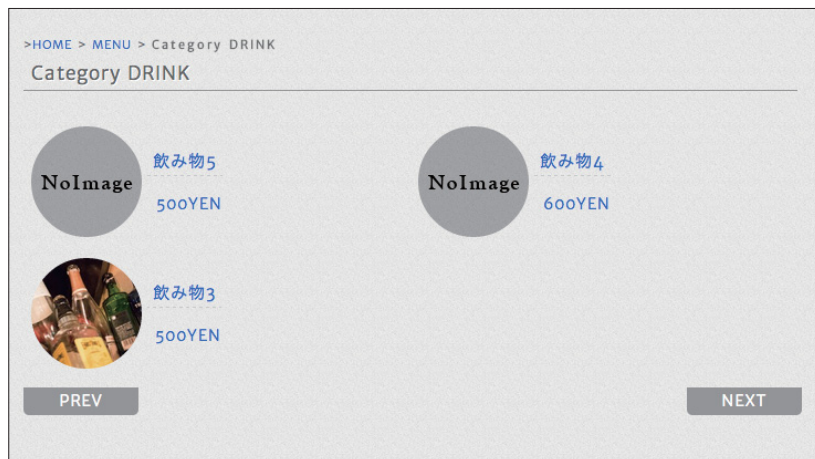 >HOME > MENU > Category DRINK
Category DRINK
NoImage
飲み物5
500YEN
NoImage
飲み物4
600YEN
飲み物3
500YEN
PREV
NEXT